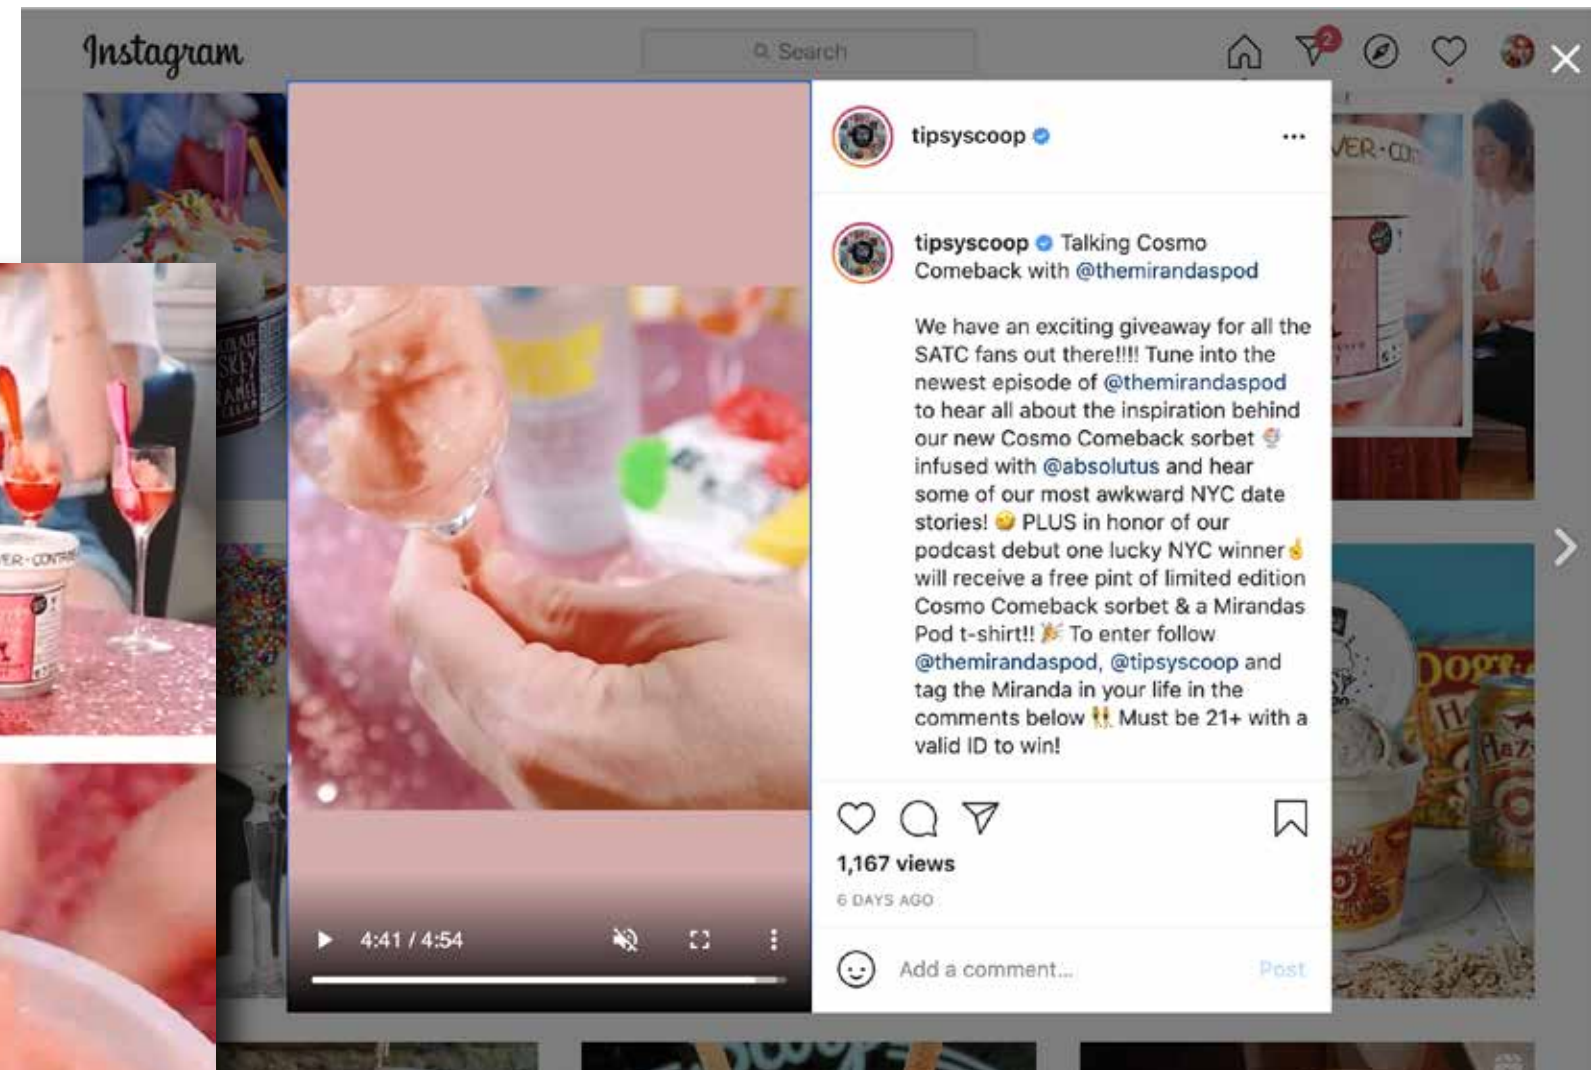 Instagram
Search
2
tipsyscoop
tipsyscoop Talking Cosmo
Comeback with @themirandaspod
We have an exciting giveaway for all the
SATC fans out there!!!! Tune into the
newest episode of @themirandaspod
to hear all about the inspiration behind
our new Cosmo Comeback sorbet 🍨
infused with @absolutus and hear
some of our most awkward NYC date
stories! 🤣 PLUS in honor of our
podcast debut one lucky NYC winner☝
will receive a free pint of limited edition
Cosmo Comeback sorbet & a Mirandas
Pod t-shirt!! 🎉 To enter follow
@themirandaspod, @tipsyscoop and
tag the Miranda in your life in the
comments below 👯 Must be 21+ with a
valid ID to win!
1,167 views
6 DAYS AGO
Add a comment...
Post
4:41 / 4:54